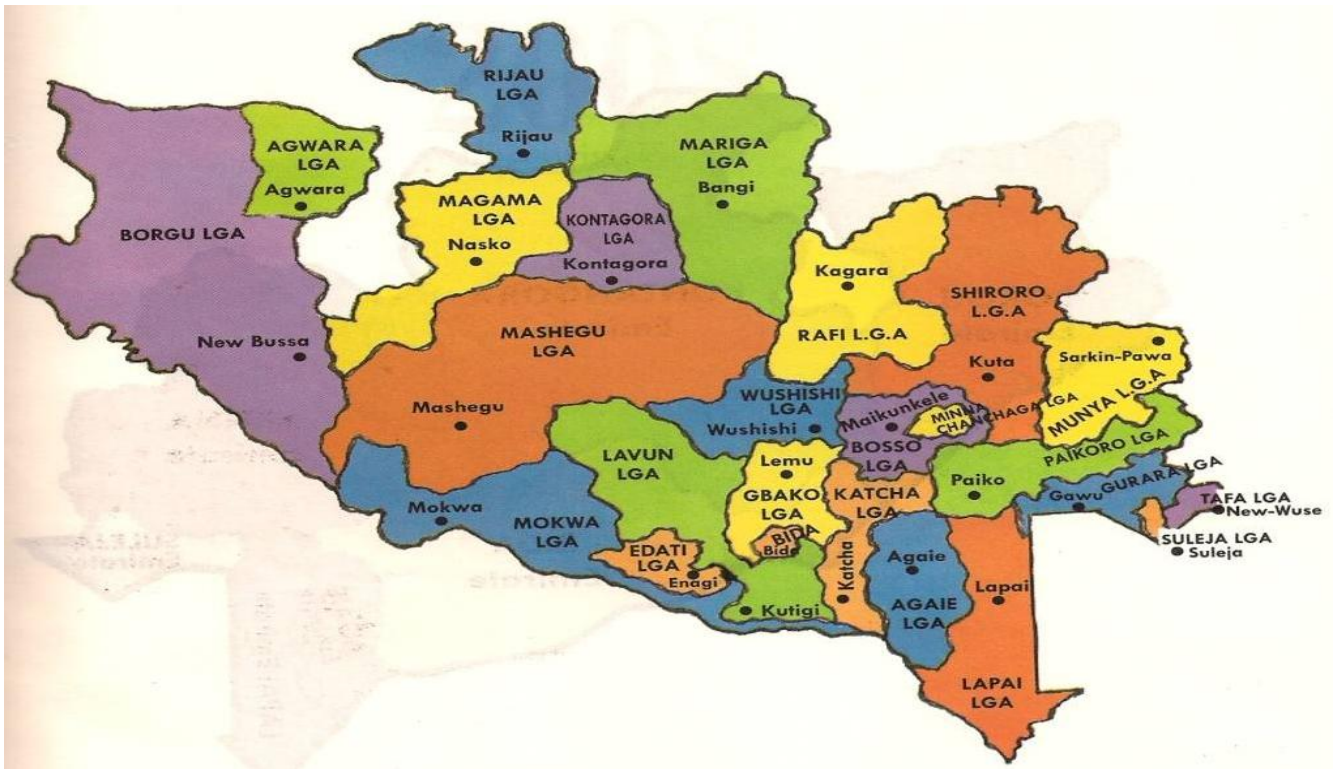 RIJAU
LGA
Rijau
AGWARA
LGA
Agwara
MARIGA
LGA
Bangi
MAGAMA
LGA
Nasko
KONTAGORA
LGA
Kontagora
BORGU LGA
New Bussa
Kagara
RAFI L.G.A
SHIRORO
L.G.A
Kuta
MASHEGU
LGA
Mashegu
Sarkin-Pawa
MUNYA L.G.A
WUSHISHI
LGA
Wushishi
Maikunkele
BOSSO
LGA
MINNA
CHANCHAGA LGA
LAVUN
LGA
Kutigi
Lemu
GBAKO
LGA
KATCHA
LGA
Katcha
Paiko
PAIKORO LGA
Gawu
GURARA LGA
TAFA LGA
New-Wuse
SULEJA LGA
Suleja
Mokwa
MOKWA
LGA
EDATI
LGA
Enagi
BIDA
Bida
Agaie
AGAIE
LGA
Lapai
LAPAI
LGA